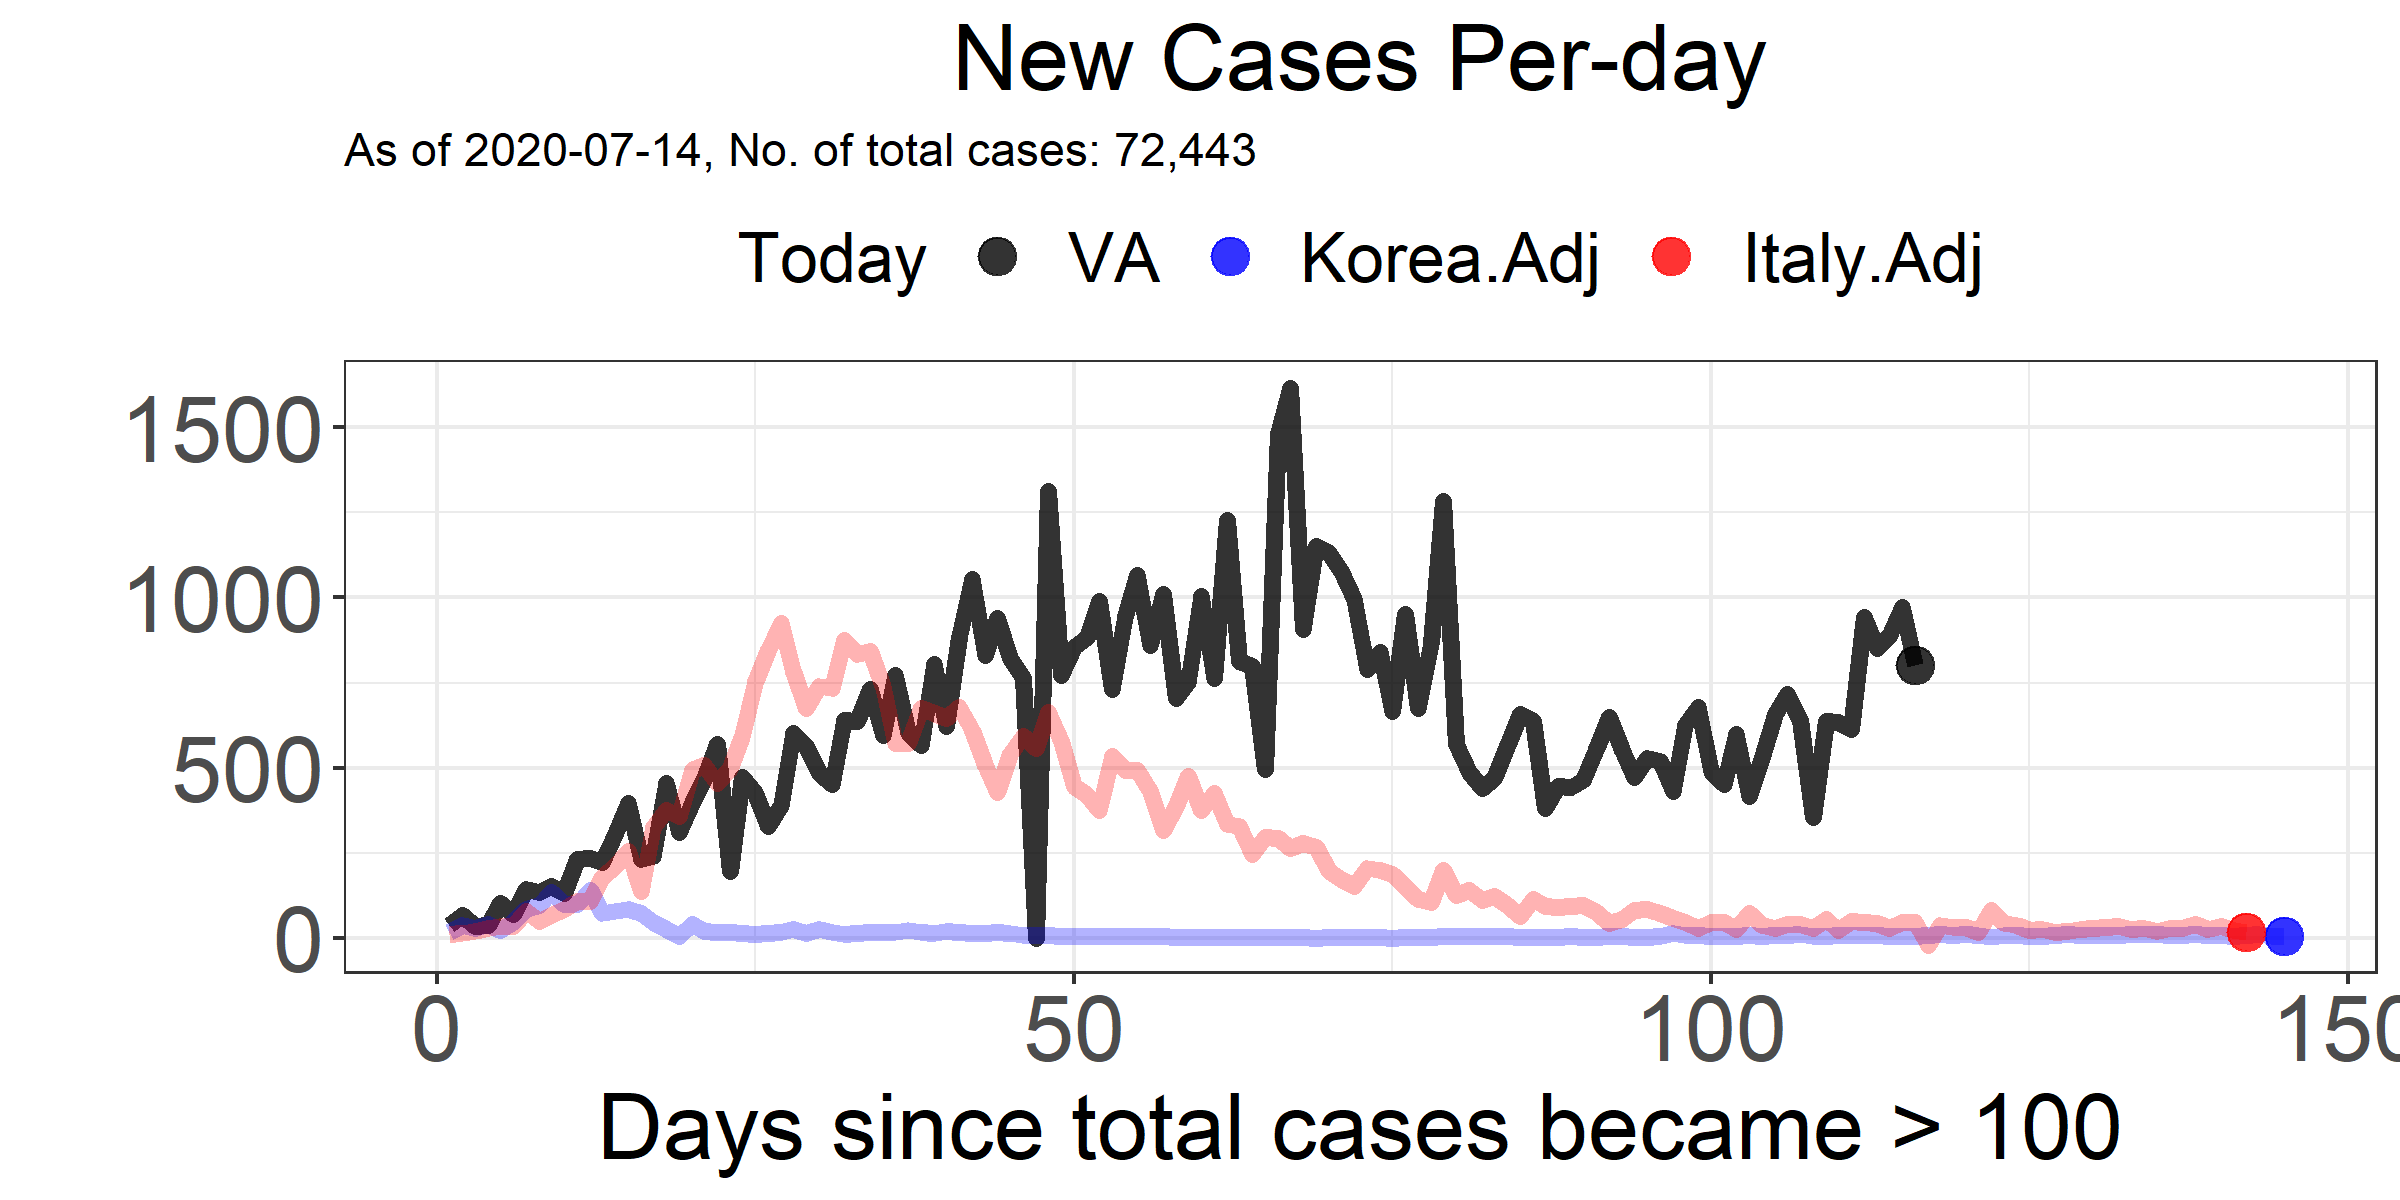 New Cases Per-day
As of 2020-07-14, No. of total cases: 72,443
Today VA Korea.Adj Italy.Adj
1500
1000
500
0
0 50 100 150
Days since total cases became > 100